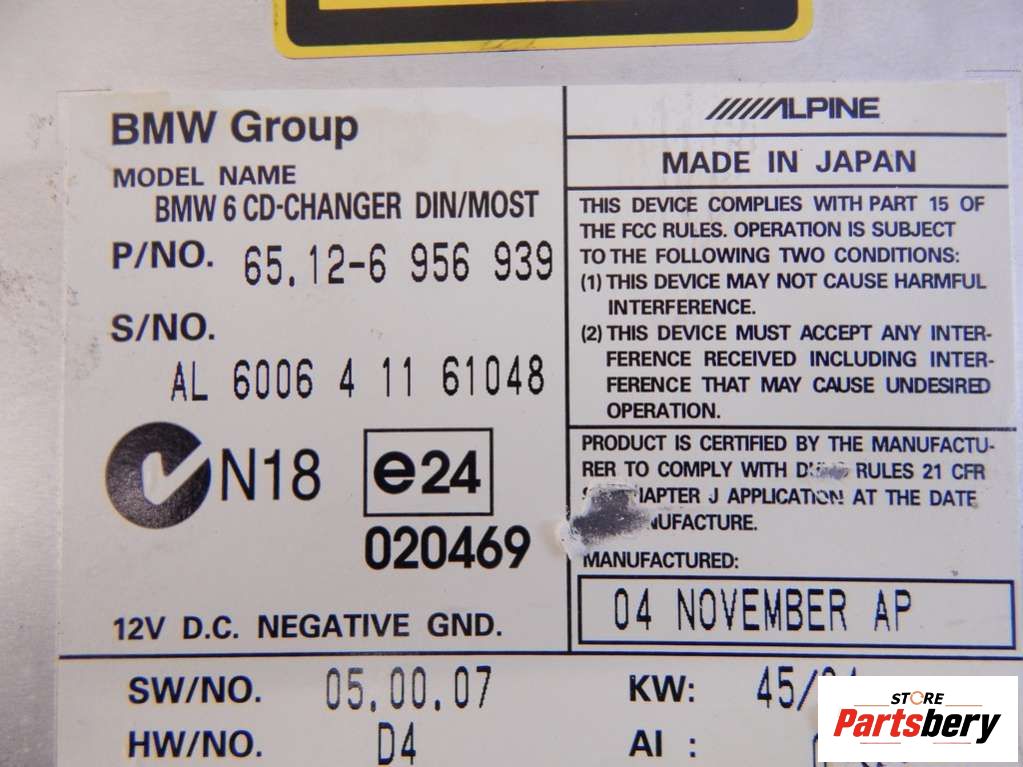 BMW Group
MODEL NAME
BMW 6 CD-CHANGER DIN/MOST
P/NO. 65.12-6 956 939
S/NO.
AL 6006 4 11 61048
N18
e24
020469
12V D.C. NEGATIVE GND.
ALPINE
MADE IN JAPAN
THIS DEVICE COMPLIES WITH PART 15 OF
THE FCC RULES. OPERATION IS SUBJECT
TO THE FOLLOWING TWO CONDITIONS:
(1) THIS DEVICE MAY NOT CAUSE HARMFUL
INTERFERENCE.
(2) THIS DEVICE MUST ACCEPT ANY INTER-
FERENCE RECEIVED INCLUDING INTER-
FERENCE THAT MAY CAUSE UNDESIRED
OPERATION.
PRODUCT IS CERTIFIED BY THE MANUFACTU-
RER TO COMPLY WITH RULES 21 CFR
J APPLICATION AT THE DATE
MANUFACTURED:
04 NOVEMBER AP
SW/NO. 05.00.07
KW: 45/
HW/NO. D4
AI :
STORE
Partsbery